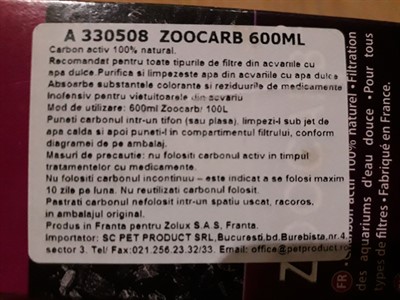 A 330508 ZOOCARB 600ML
Carbon activ 100% natural.
Recomandat pentru toate tipurile de filtre din acvariile cu
apa dulce.Purifica si limpezeste apa din acvariile cu apa dulce
Absoarbe substantele colorante si reziduurile de medicamente
Inofensiv pentru vietuitoarele din acvariu
Mod de utilizare: 600ml Zoocarb/ 100L
Puneti carbonul intr-un tifon (sau plasa), limpezi-l sub jet de
apa calda si apoi puneti-l in compartimentul filtrului, conform
diagramei de pe ambalaj.
Masuri de precautie: nu folositi carbonul activ in timpul
tratamentelor cu medicamente.
Nu folositi carbonul incontinuu – este indicat a se folosi maxim
10 zile pe luna. Nu reutilizati carbonul folosit.
Pastrati carbonul nefolosit intr-un spatiu uscat, racoros,
in ambalajul original.
Produs in Franta pentru Zolux S.A.S, Franta.
Importator: SC PET PRODUCT SRL,Bucuresti,bd.Burebista,nr.4,
sector 3. Tel/ Fax:021.256.23.32/33. Email: office@petproduct.ro
FR
100% naturel • Filtration
des aquariums d'eau douce • Pour tous
types de filtres • Fabriqué en France.